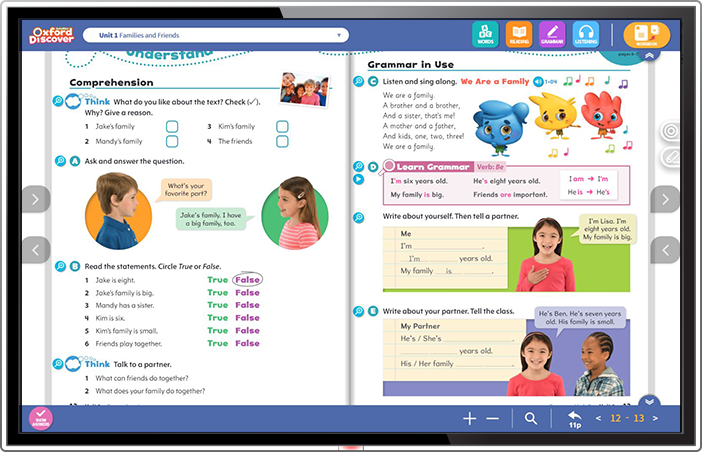 Oxford
Discover
Unit 1 Families and Friends
WORDS
READING
GRAMMAR
LISTENING
WORKBOOK
Understand
Comprehension
Think What do you like about the text? Check (✓).
Why? Give a reason.
1 Jake's family
3 Kim's family
2 Mandy's family
4 The friends
A Ask and answer the question.
What's your
favorite part?
Jake's family. I have
a big family, too.
B Read the statements. Circle True or False.
1 Jake is eight. True False
2 Jake's family is big. True False
3 Mandy has a sister. True False
4 Kim is six. True False
5 Kim's family is small. True False
6 Friends play together. True False
Think Talk to a partner.
1 What can friends do together?
2 What does your family do together?
Grammar in Use
C Listen and sing along. We Are a Family 1-04
We are a family.
A brother and a brother,
And a sister, that's me!
A mother and a father,
And kids, one, two, three!
We are a family.
D Learn Grammar Verb: Be
I'm six years old. He's eight years old.
My family is big. Friends are important.
I am → I'm
He is → He's
Write about yourself. Then tell a partner.
Me
I'm .
I'm years old.
My family is .
I'm Lisa. I'm
eight years old.
My family is big.
E Write about your partner. Tell the class.
My Partner
He's / She's .
years old.
His / Her family .
He's Ben. He's seven years
old. His family is small.
SHOW
ANSWERS
11p
< 12 - 13 >